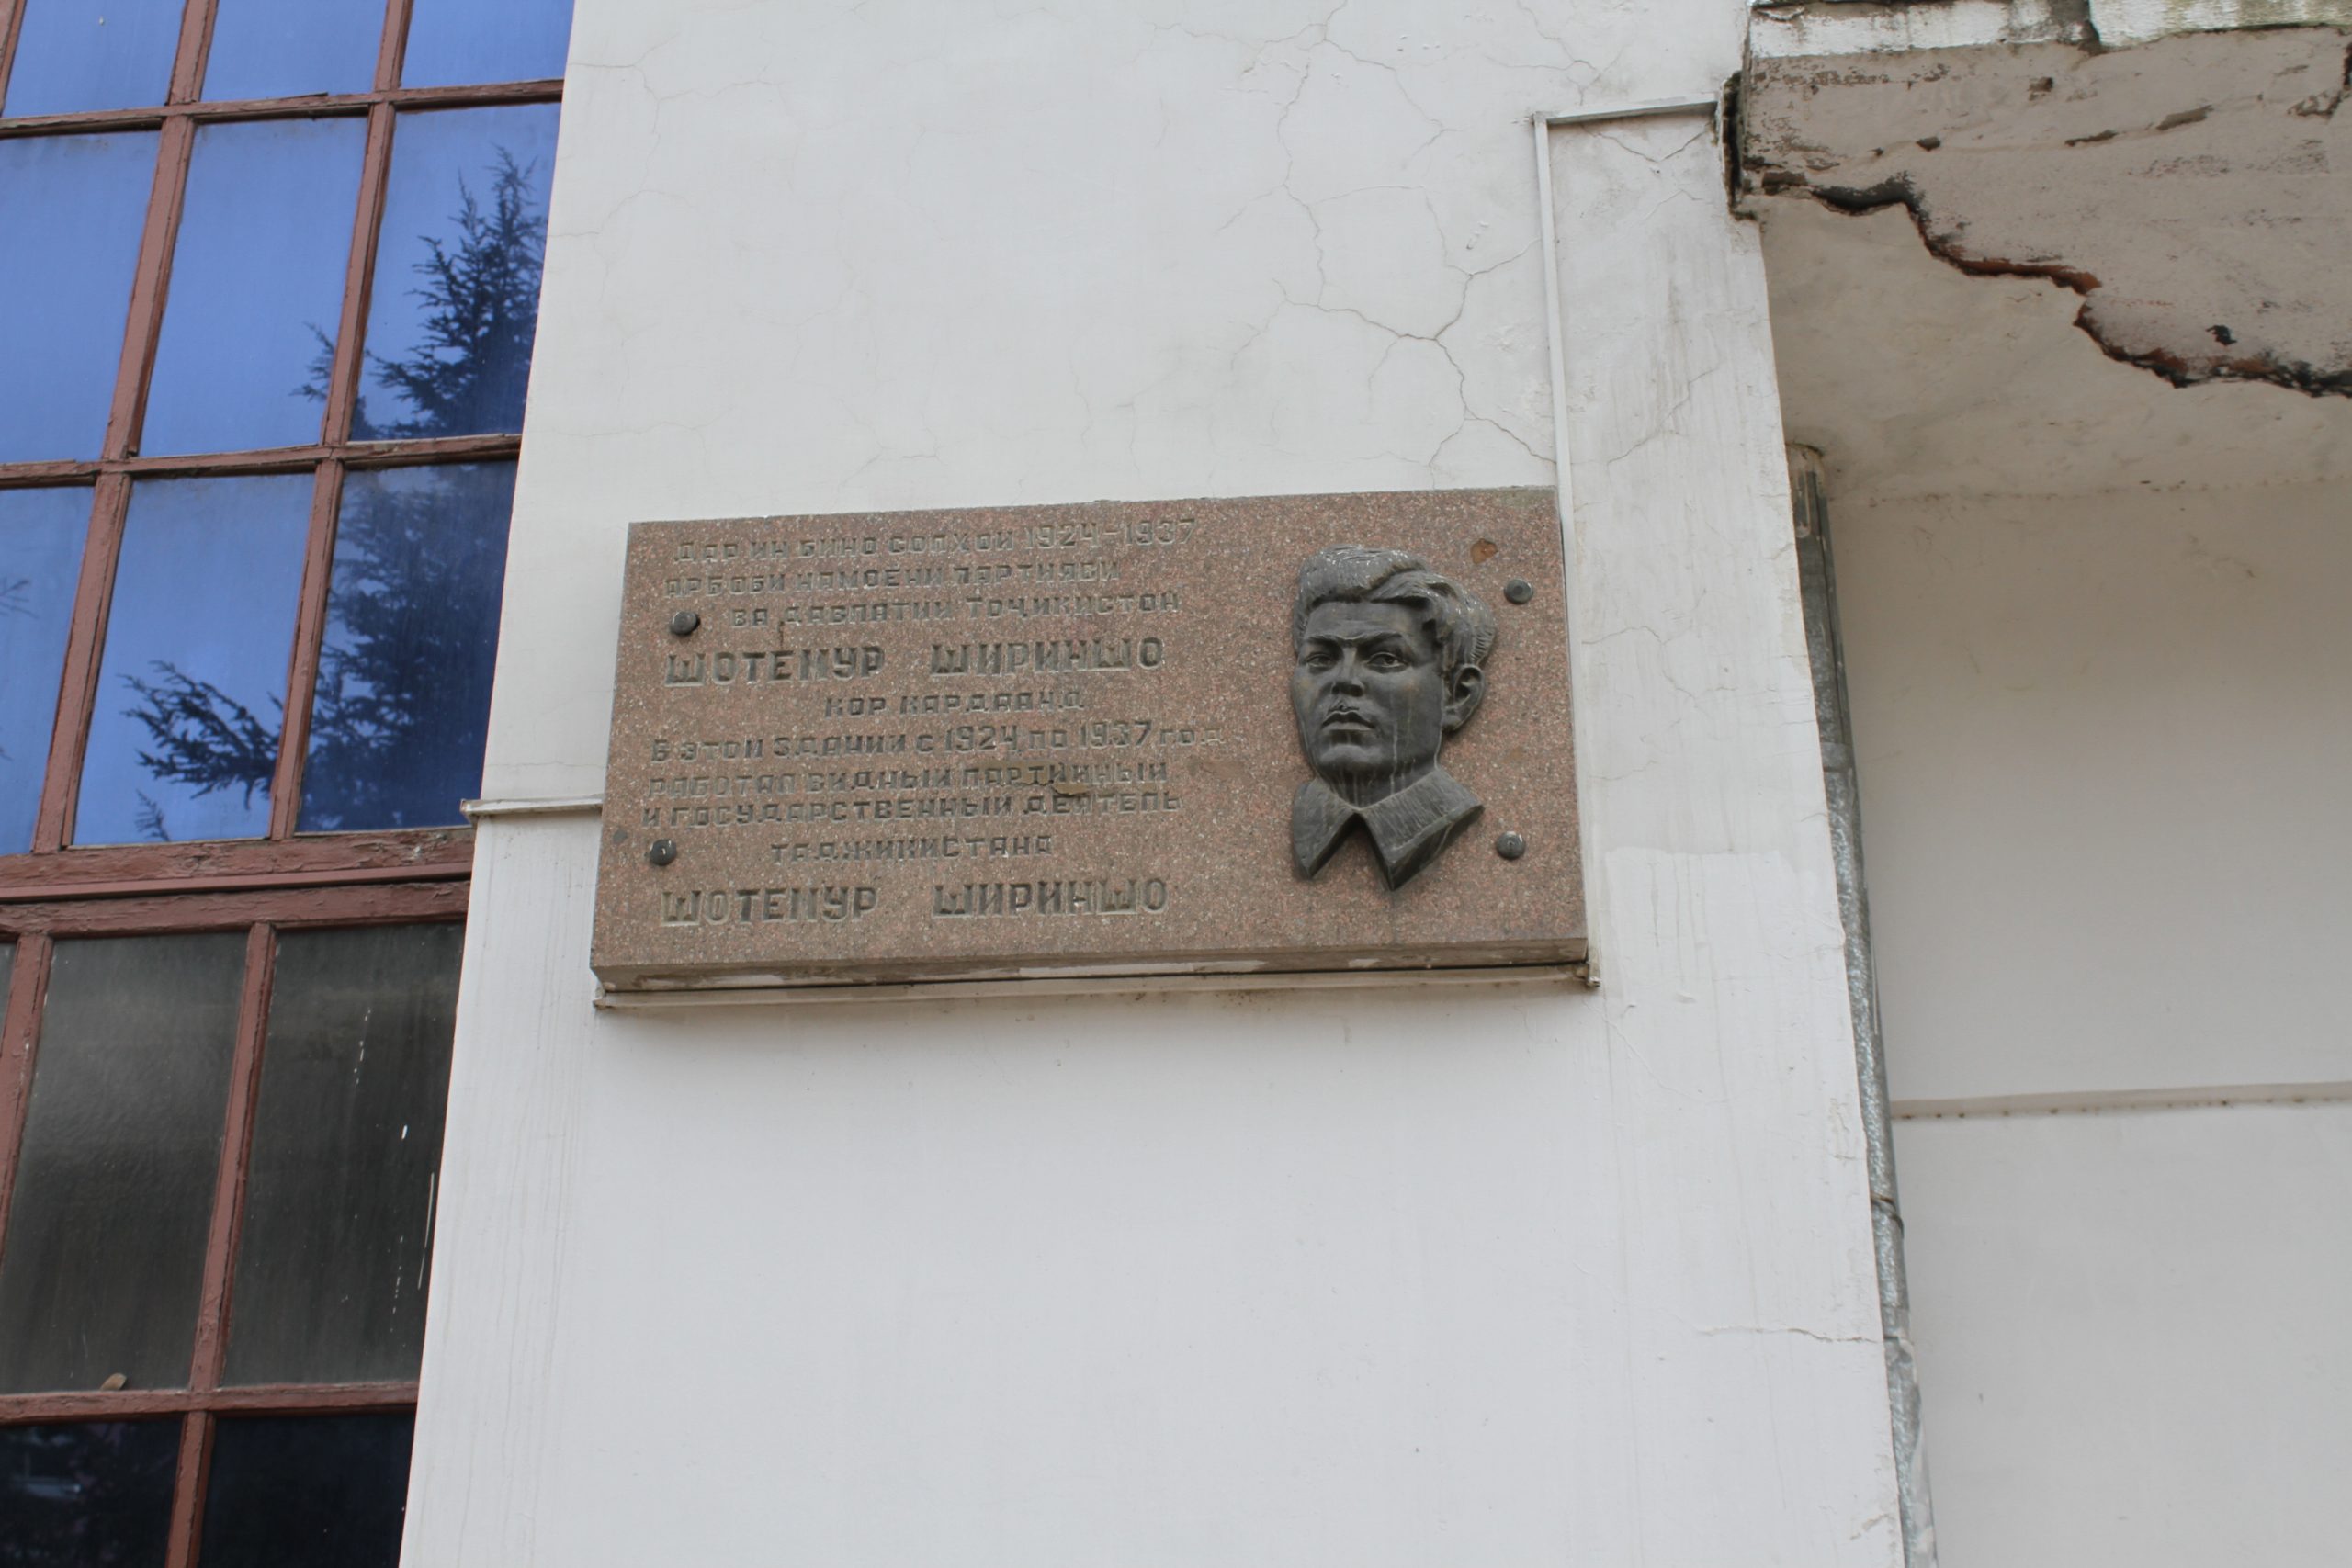 Дар ин бино солҳои 1924-1937
арбоби намоёни партиявӣ
ва давлатии Тоҷикистон
ШОТЕМУР ШИРИНШО
кор кардаанд
В этом здании с 1924 по 1937 год
работал видный партийный
и государственный деятель
Таджикистана
ШОТЕМУР ШИРИНШО